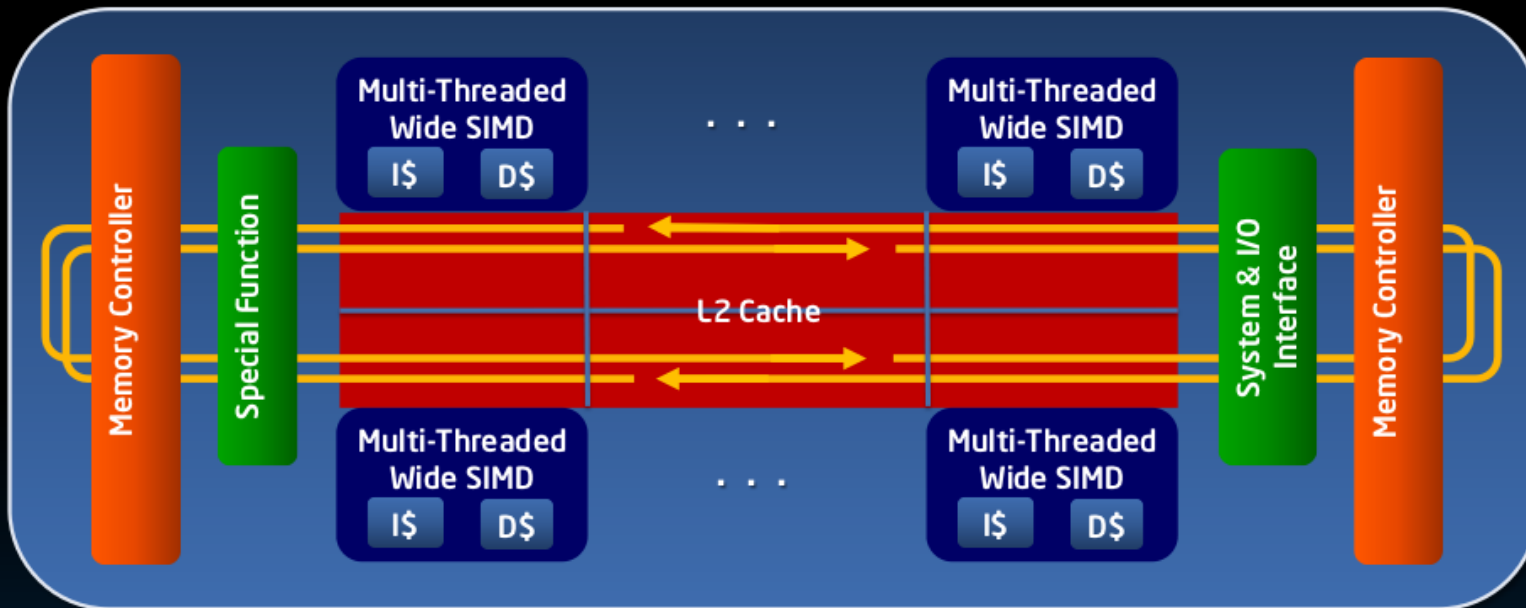 Memory Controller
Special Function
Multi-Threaded
Wide SIMD
I$ D$
. . .
Multi-Threaded
Wide SIMD
I$ D$
L2 Cache
Multi-Threaded
Wide SIMD
I$ D$
. . .
Multi-Threaded
Wide SIMD
I$ D$
System & I/O
Interface
Memory Controller